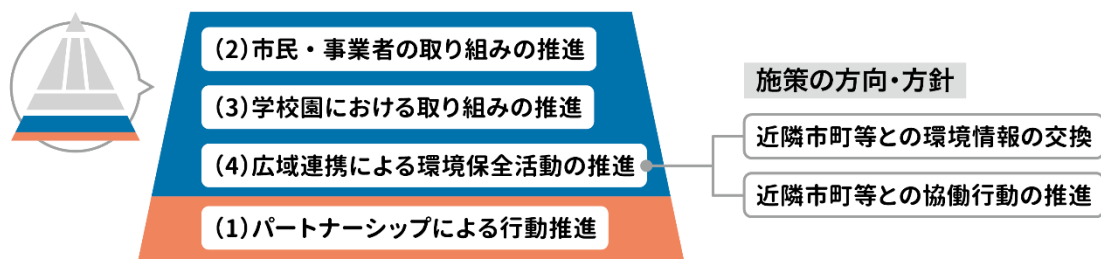 (2)市民・事業者の取り組みの推進
(3)学校園における取り組みの推進
(4)広域連携による環境保全活動の推進
(1)パートナーシップによる行動推進
施策の方向・方針
近隣市町等との環境情報の交換
近隣市町等との協働行動の推進